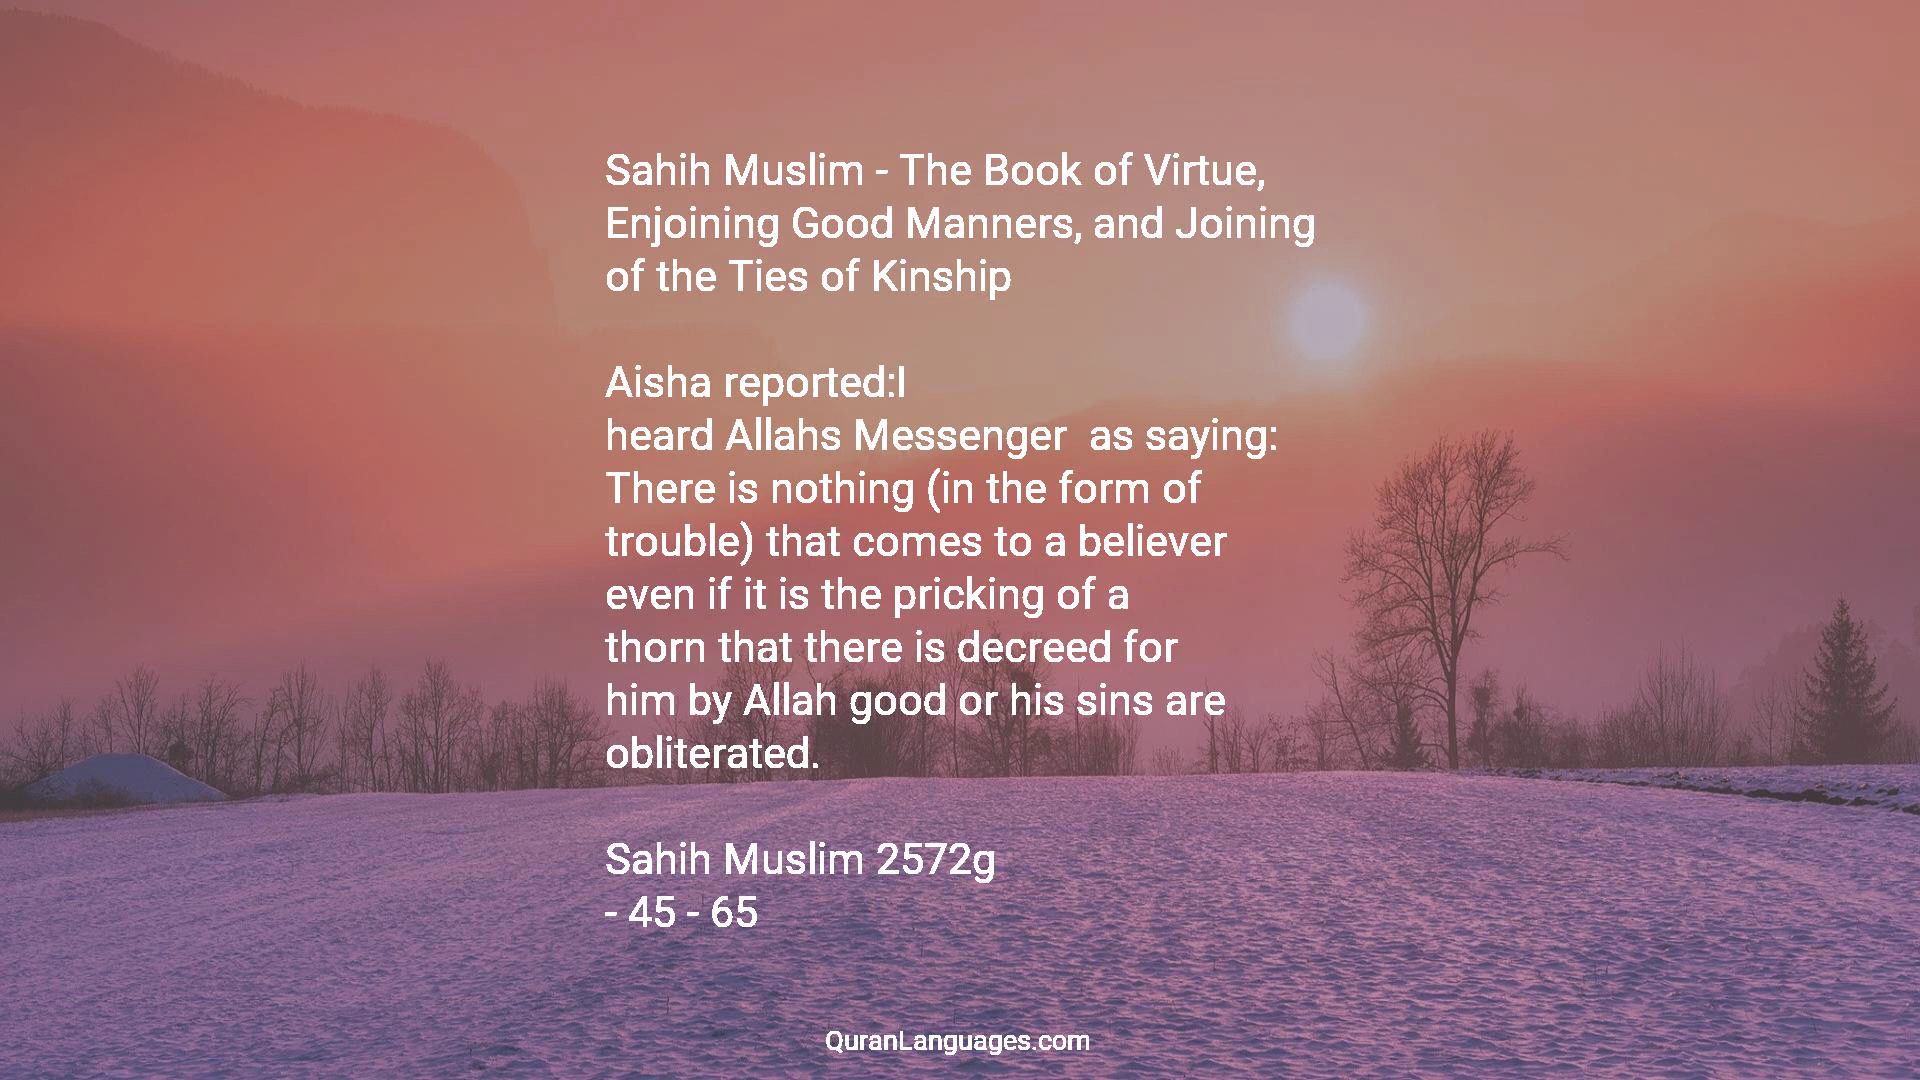 Sahih Muslim - The Book of Virtue,
Enjoining Good Manners, and Joining
of the Ties of Kinship
Aisha reported:I
heard Allahs Messenger  as saying:
There is nothing (in the form of
trouble) that comes to a believer
even if it is the pricking of a
thorn that there is decreed for
him by Allah good or his sins are
obliterated.
Sahih Muslim 2572g
- 45 - 65
QuranLanguages.com